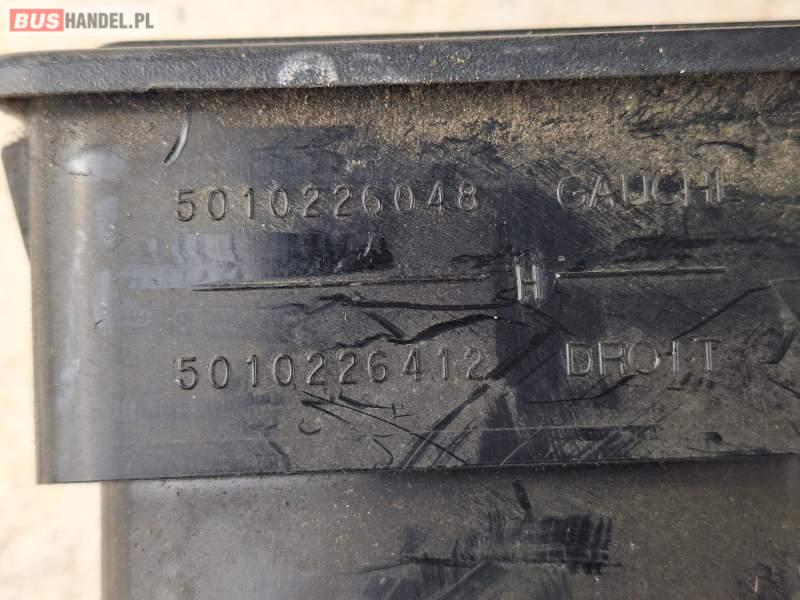 BUSHANDEL.PL
5010226048 GAUCHE
H
5010226412 DROIT